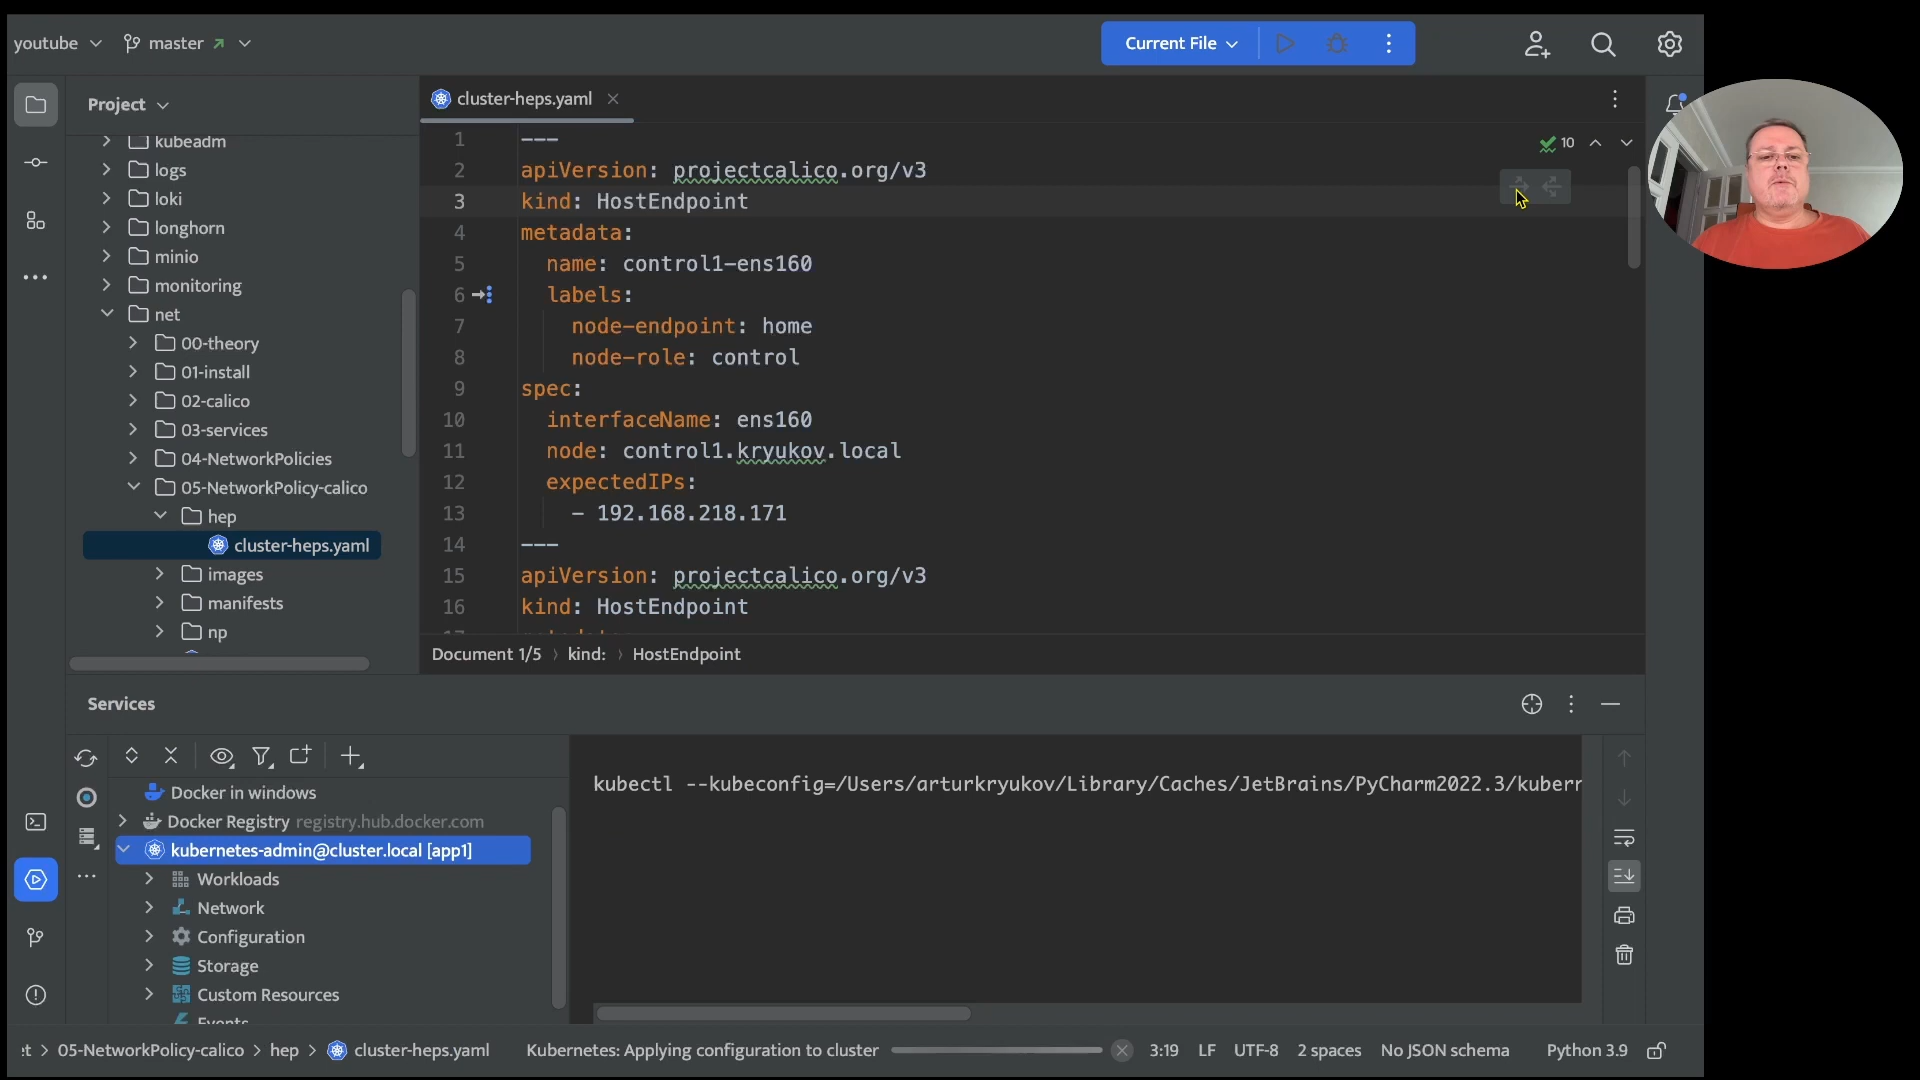 youtube
master
Current File
Project
kubeadm
logs
loki
longhorn
minio
monitoring
net
00-theory
01-install
02-calico
03-services
04-NetworkPolicies
05-NetworkPolicy-calico
hep
cluster-heps.yaml
images
manifests
np
cluster-heps.yaml
10
1 ---
2 apiVersion: projectcalico.org/v3
3 kind: HostEndpoint
4 metadata:
5 name: control1-ens160
6 labels:
7 node-endpoint: home
8 node-role: control
9 spec:
10 interfaceName: ens160
11 node: control1.kryukov.local
12 expectedIPs:
13 - 192.168.218.171
14 ---
15 apiVersion: projectcalico.org/v3
16 kind: HostEndpoint
Document 1/5 › kind: › HostEndpoint
Services
Docker in windows
Docker Registry registry.hub.docker.com
kubernetes-admin@cluster.local [app1]
Workloads
Network
Configuration
Storage
Custom Resources
Events
kubectl --kubeconfig=/Users/arturkryukov/Library/Caches/JetBrains/PyCharm2022.3/kuber
et > 05-NetworkPolicy-calico > hep > cluster-heps.yaml
Kubernetes: Applying configuration to cluster
3:19 LF UTF-8 2 spaces No JSON schema Python 3.9